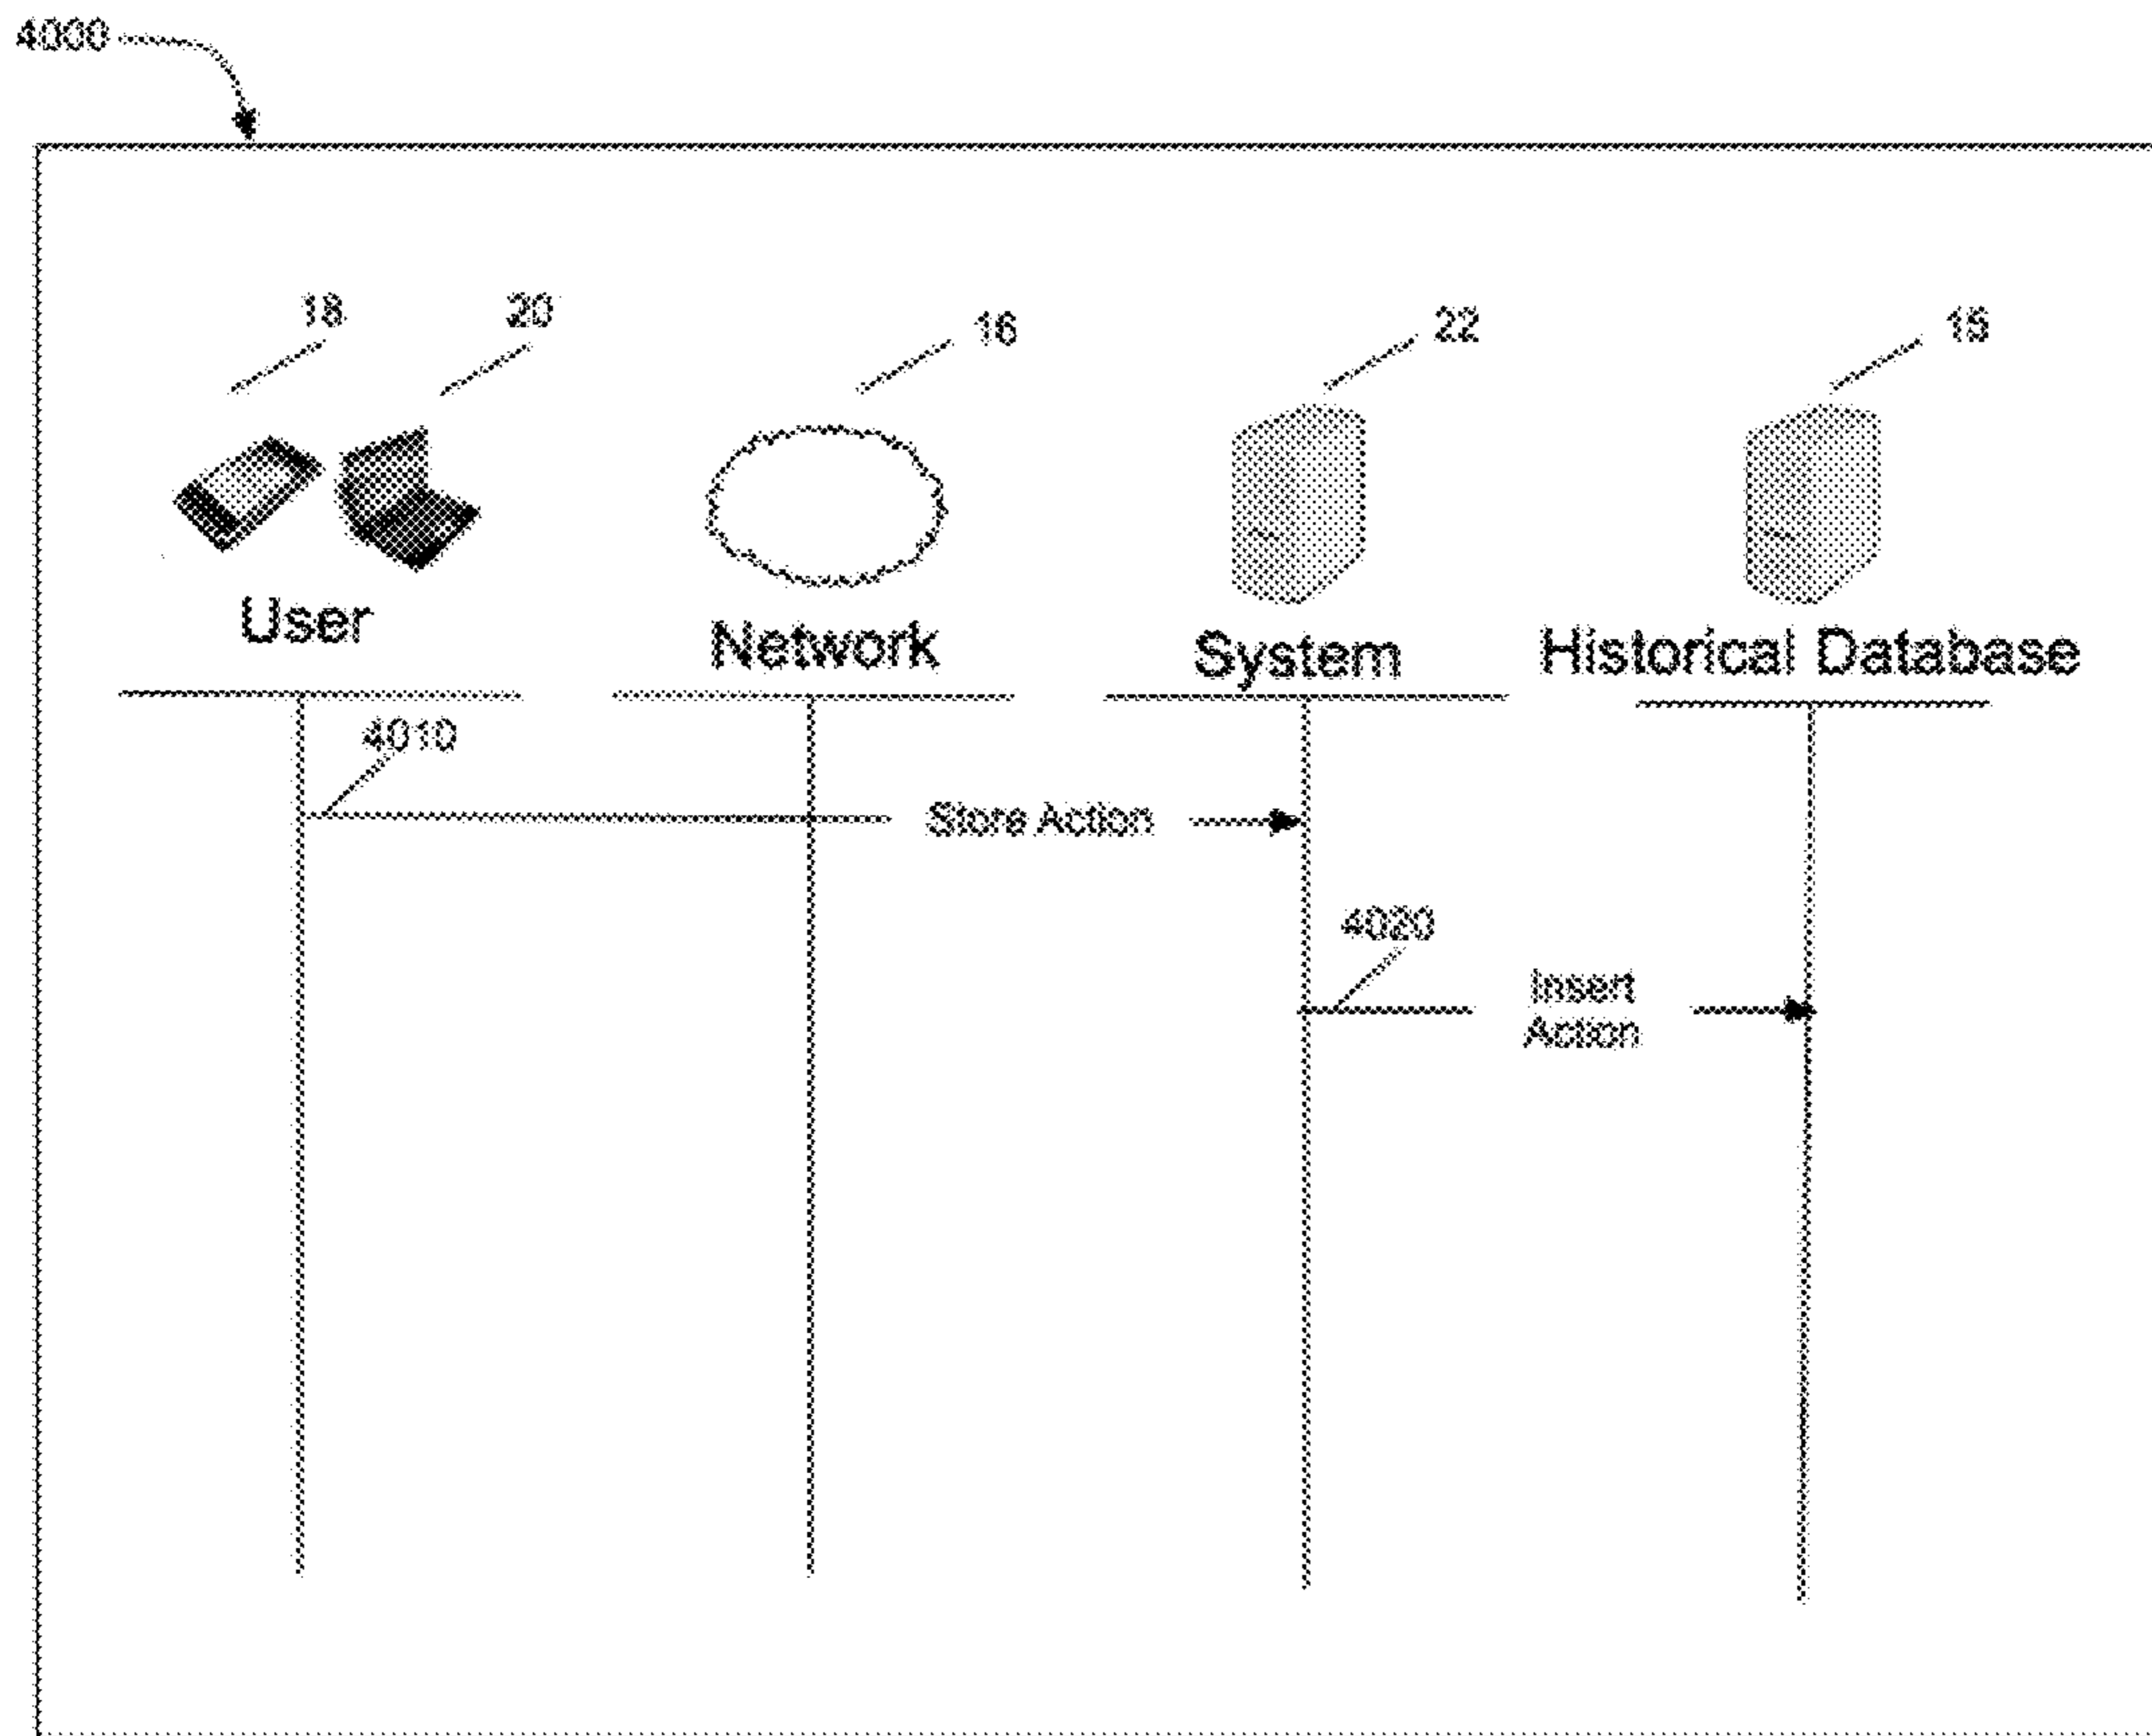 4000
18
20
16
22
15
User
Network
System
Historical Database
4010
Store Action
4020
Insert
Action